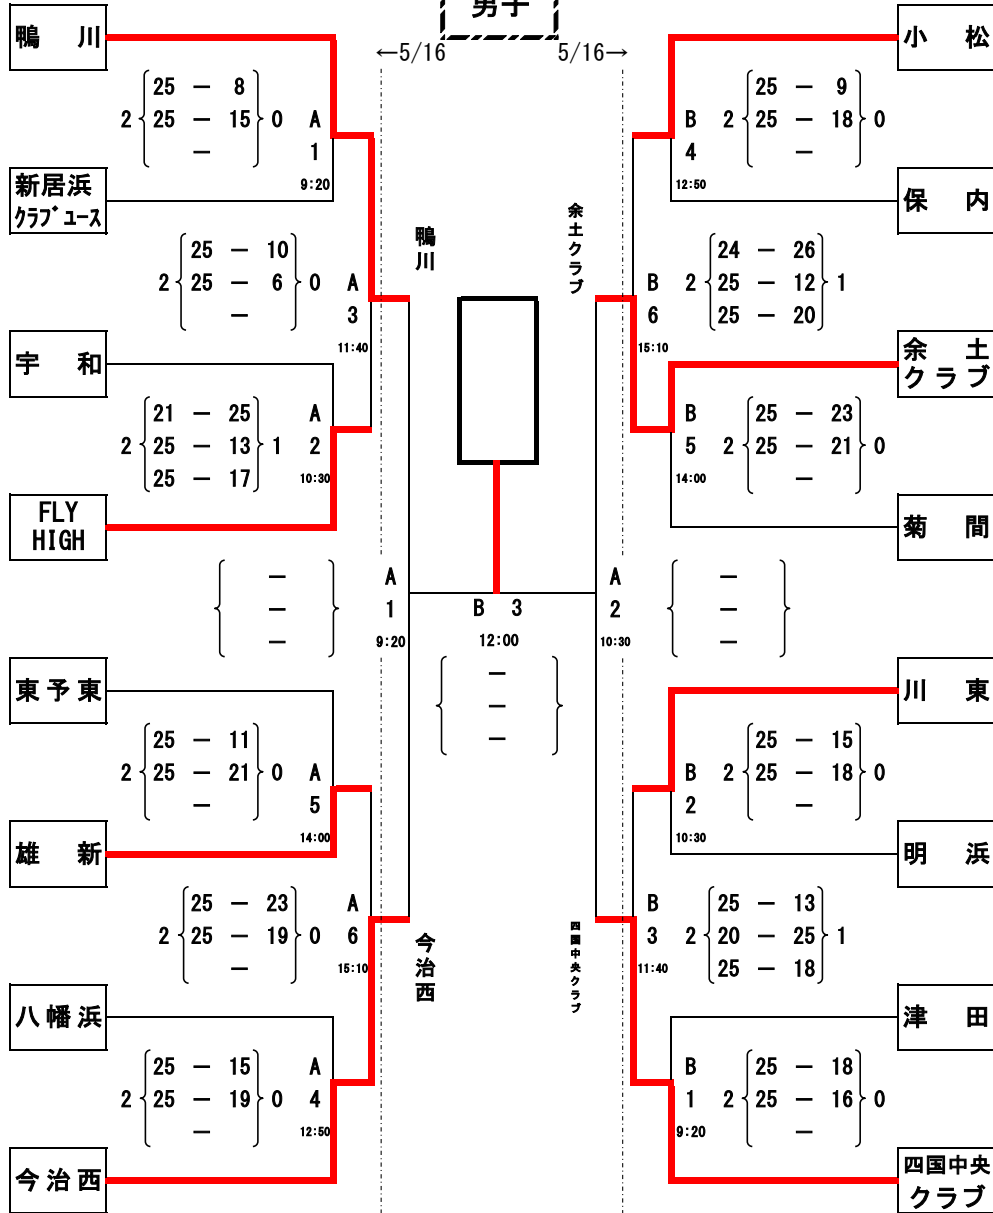 男子
←5/16
5/16→
鴨 川
25 － 8
2 25 － 15 0
－
A
1
9:20
新居浜
クラブユース
25 － 10
2 25 － 6 0
－
A
3
11:40
鴨川
宇 和
21 － 25
2 25 － 13 1
25 － 17
A
2
10:30
FLY
HIGH
－
－
－
A
1
9:20
東予東
25 － 11
2 25 － 21 0
－
A
5
14:00
雄 新
25 － 23
2 25 － 19 0
－
A
6
15:10
今治西
八幡浜
25 － 15
2 25 － 19 0
－
A
4
12:50
今治西
B 3
12:00
－
－
－
小 松
B
4
12:50
25 － 9
2 25 － 18 0
－
保 内
余土クラブ
B
6
15:10
24 － 26
2 25 － 12 1
25 － 20
余 土
クラブ
B
5
14:00
25 － 23
2 25 － 21 0
－
菊 間
A
2
10:30
－
－
－
川 東
B
2
10:30
25 － 15
2 25 － 18 0
－
明 浜
四国中央クラブ
B
3
11:40
25 － 13
2 20 － 25 1
25 － 18
津 田
B
1
9:20
25 － 18
2 25 － 16 0
－
四国中央
クラブ